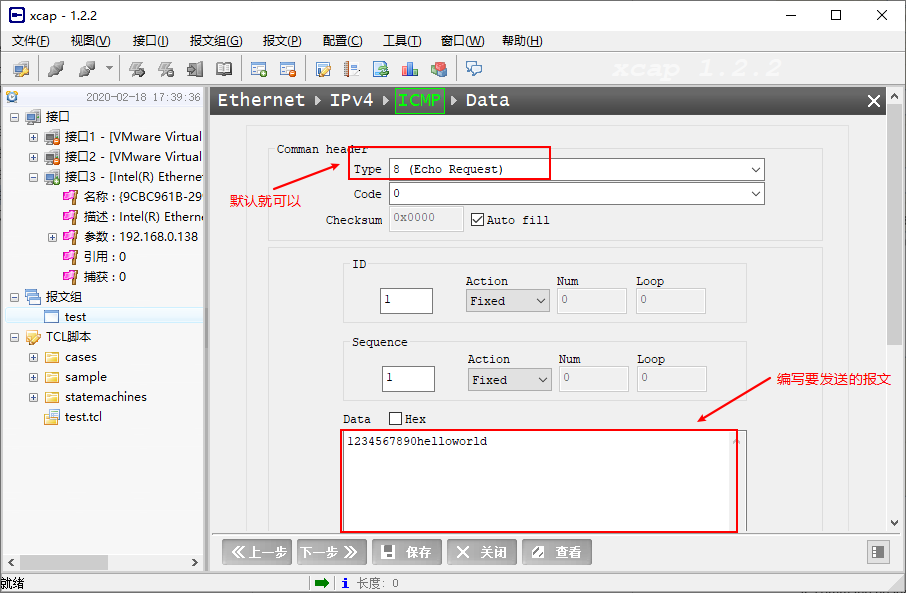 xcap - 1.2.2
文件(F) 视图(V) 接口(I) 报文组(G) 报文(P) 配置(C) 工具(T) 窗口(W) 帮助(H)
xcap 1.2.2
2020-02-18 17:39:36
接口
接口1 - [VMware Virtual
接口2 - [VMware Virtual
接口3 - [Intel(R) Etherne
名称 : {9CBC961B-29
描述 : Intel(R) Etherne
参数 : 192.168.0.138
引用 : 0
捕获 : 0
报文组
test
TCL脚本
cases
sample
statemachines
test.tcl
Ethernet IPv4 ICMP Data
Comman header
Type 8 (Echo Request)
默认就可以
Code 0
Checksum 0x0000 Auto fill
ID
Action Num Loop
1 Fixed 0 0
Sequence
Action Num Loop
1 Fixed 0 0
编写要发送的报文
Data Hex
1234567890helloworld
上一步 下一步 保存 关闭 查看
就绪 长度: 0